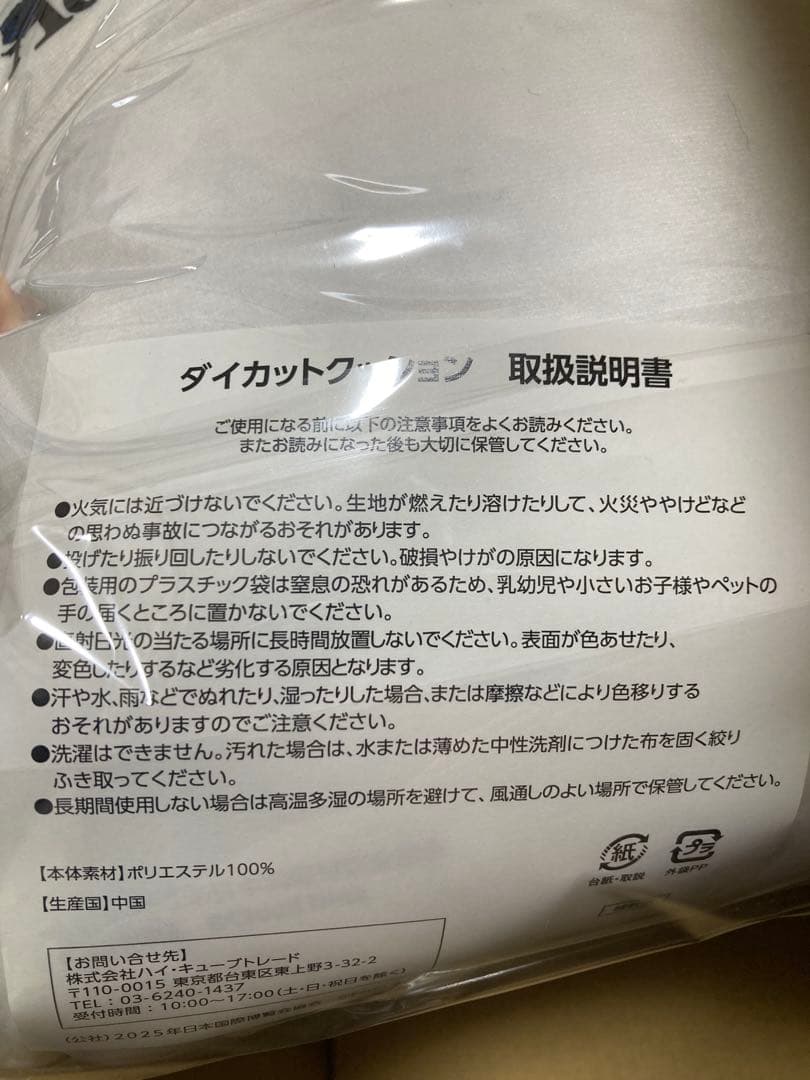 ダイカットクッション 取扱説明書
ご使用になる前に以下の注意事項をよくお読みください。
またお読みになった後も大切に保管してください。
●火気には近づけないでください。生地が燃えたり溶けたりして、火災ややけどなど
の思わぬ事故につながるおそれがあります。
●投げたり振り回したりしないでください。破損やけがの原因になります。
●包装用のプラスチック袋は窒息の恐れがあるため、乳幼児や小さいお子様やペットの
手の届くところに置かないでください。
●直射日光の当たる場所に長時間放置しないでください。表面が色あせたり、
変色したりするなど劣化する原因となります。
●汗や水、雨などでぬれたり、湿ったりした場合、または摩擦などにより色移りする
おそれがありますのでご注意ください。
●洗濯はできません。汚れた場合は、水または薄めた中性洗剤につけた布を固く絞り
ふき取ってください。
●長期間使用しない場合は高温多湿の場所を避けて、風通しのよい場所で保管してください。
紙
台紙・取説
プラ
外袋PP
【本体素材】ポリエステル100%
【生産国】中国
【お問い合せ先】
株式会社ハイ・キューブトレード
〒110-0015 東京都台東区東上野3-32-2
TEL：03-6240-1437
受付時間：10:00～17:00(土・日・祝日を除く)
(公社)2025年日本国際博覧会協会